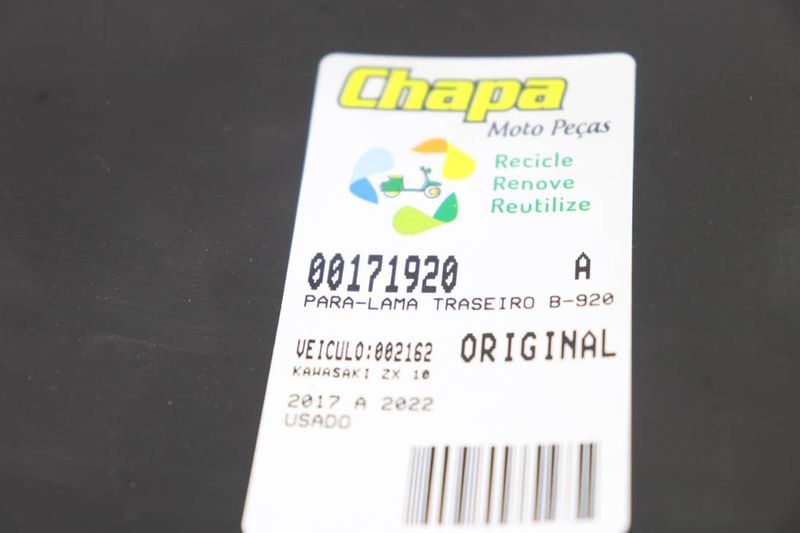 Chapa
Moto Peças
Recicle
Renove
Reutilize
00171920 A
PARA-LAMA TRASEIRO B-920
VEICULO:002162 ORIGINAL
KAWASAKI ZX 10
2017 A 2022
USADO